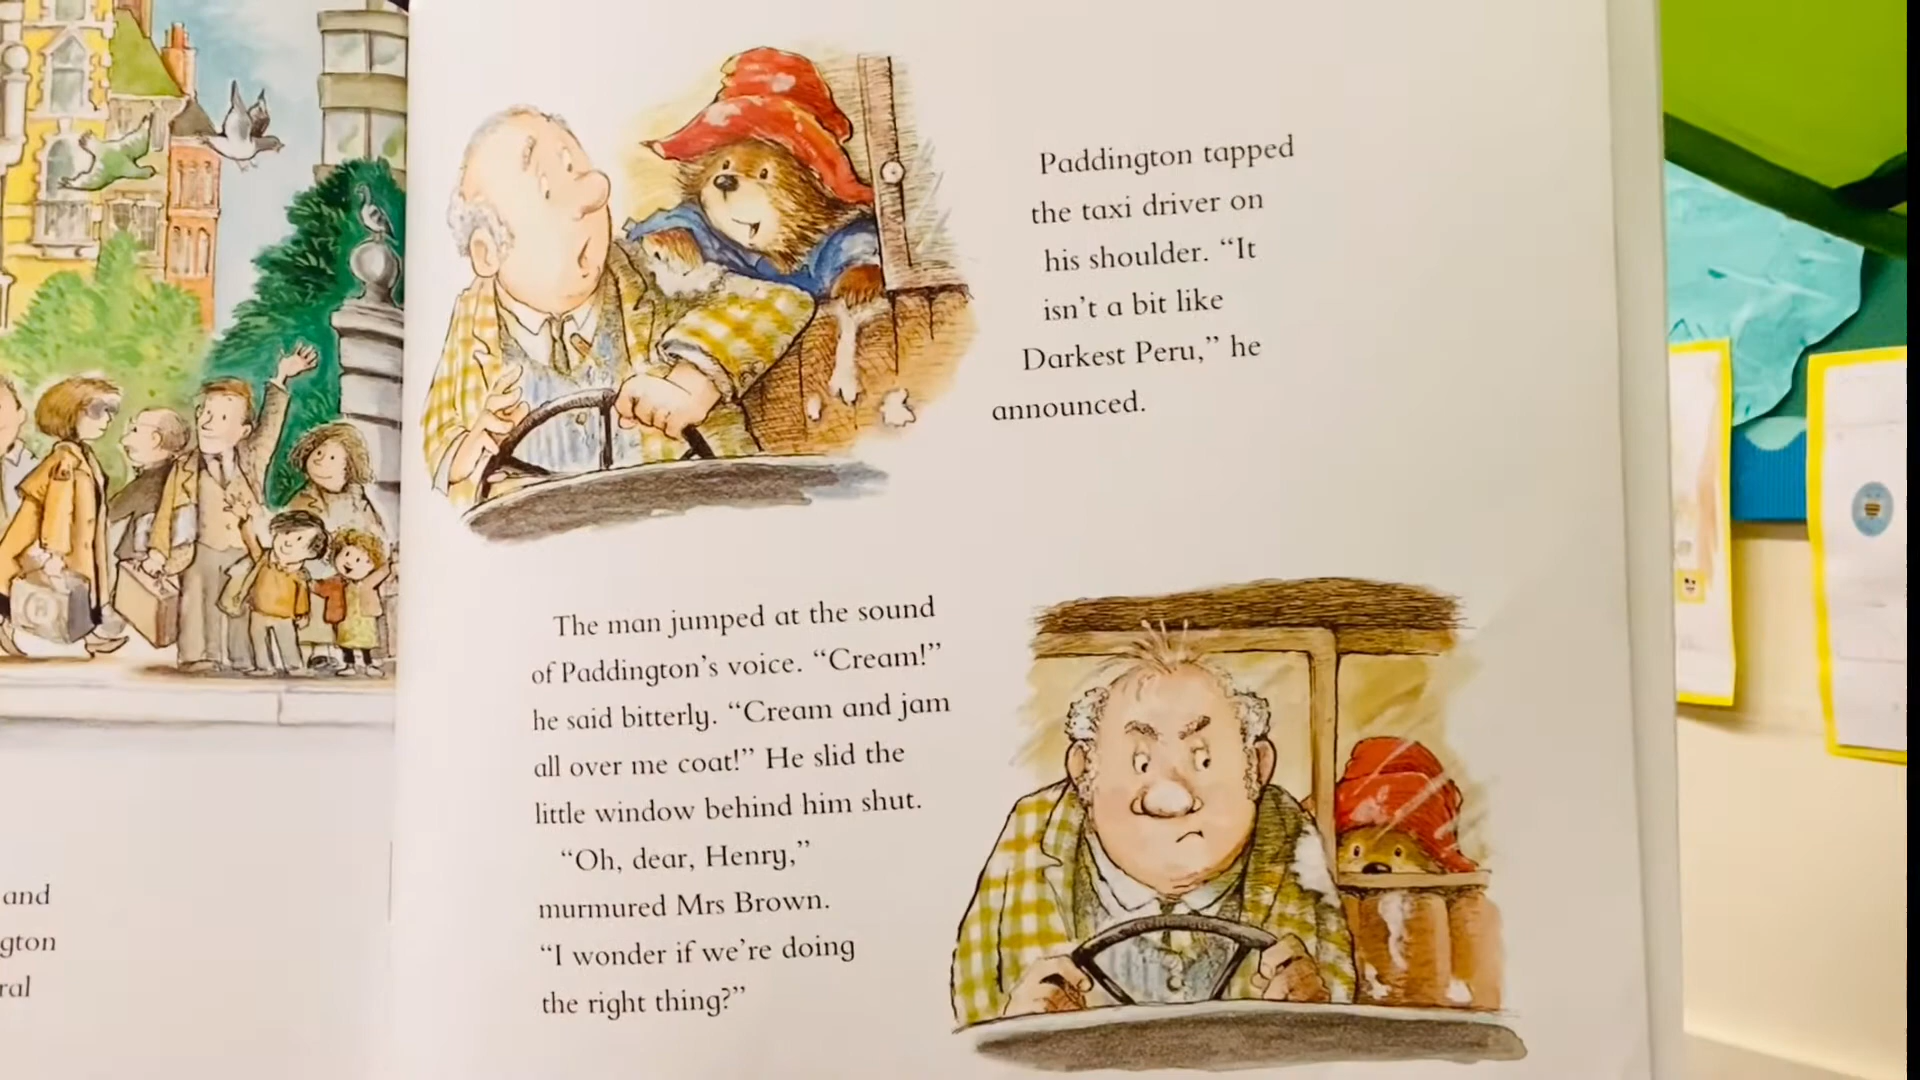 and
gton
ral
Paddington tapped
the taxi driver on
his shoulder. “It
isn’t a bit like
Darkest Peru,” he
announced.
The man jumped at the sound
of Paddington’s voice. “Cream!”
he said bitterly. “Cream and jam
all over me coat!” He slid the
little window behind him shut.
“Oh, dear, Henry,”
murmured Mrs Brown.
“I wonder if we’re doing
the right thing?”